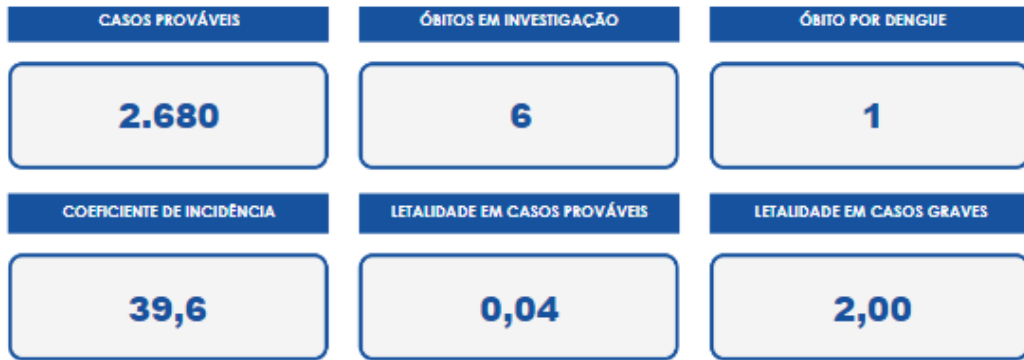 CASOS PROVÁVEIS
ÓBITOS EM INVESTIGAÇÃO
ÓBITO POR DENGUE
2.680
6
1
COEFICIENTE DE INCIDÊNCIA
LETALIDADE EM CASOS PROVÁVEIS
LETALIDADE EM CASOS GRAVES
39,6
0,04
2,00